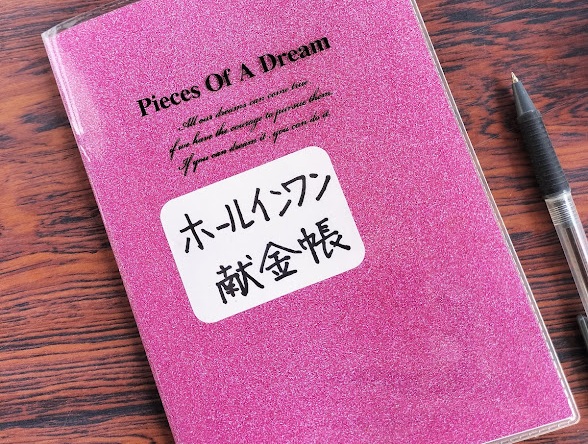 Pieces Of A Dream
All our dreams can come true
if we have the courage to pursue them.
If you can dream it you can do it.
ホールインワン
献金帳